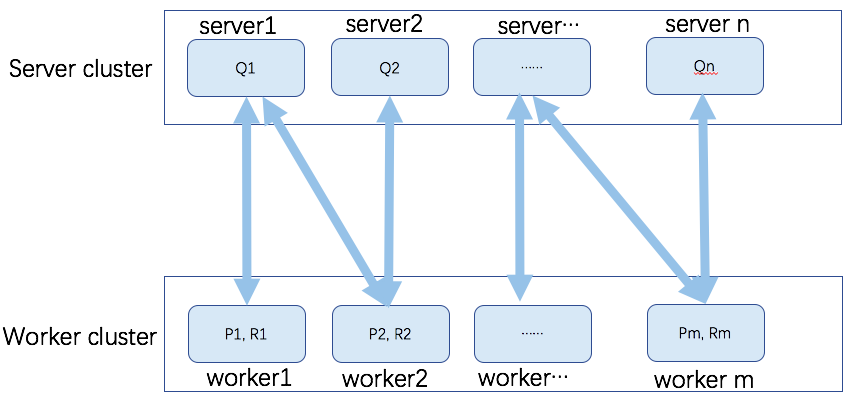 server1 server2 server··· server n
Server cluster
Q1 Q2 ······ Qn
Worker cluster
P1, R1 P2, R2 ······ Pm, Rm
worker1 worker2 worker··· worker m